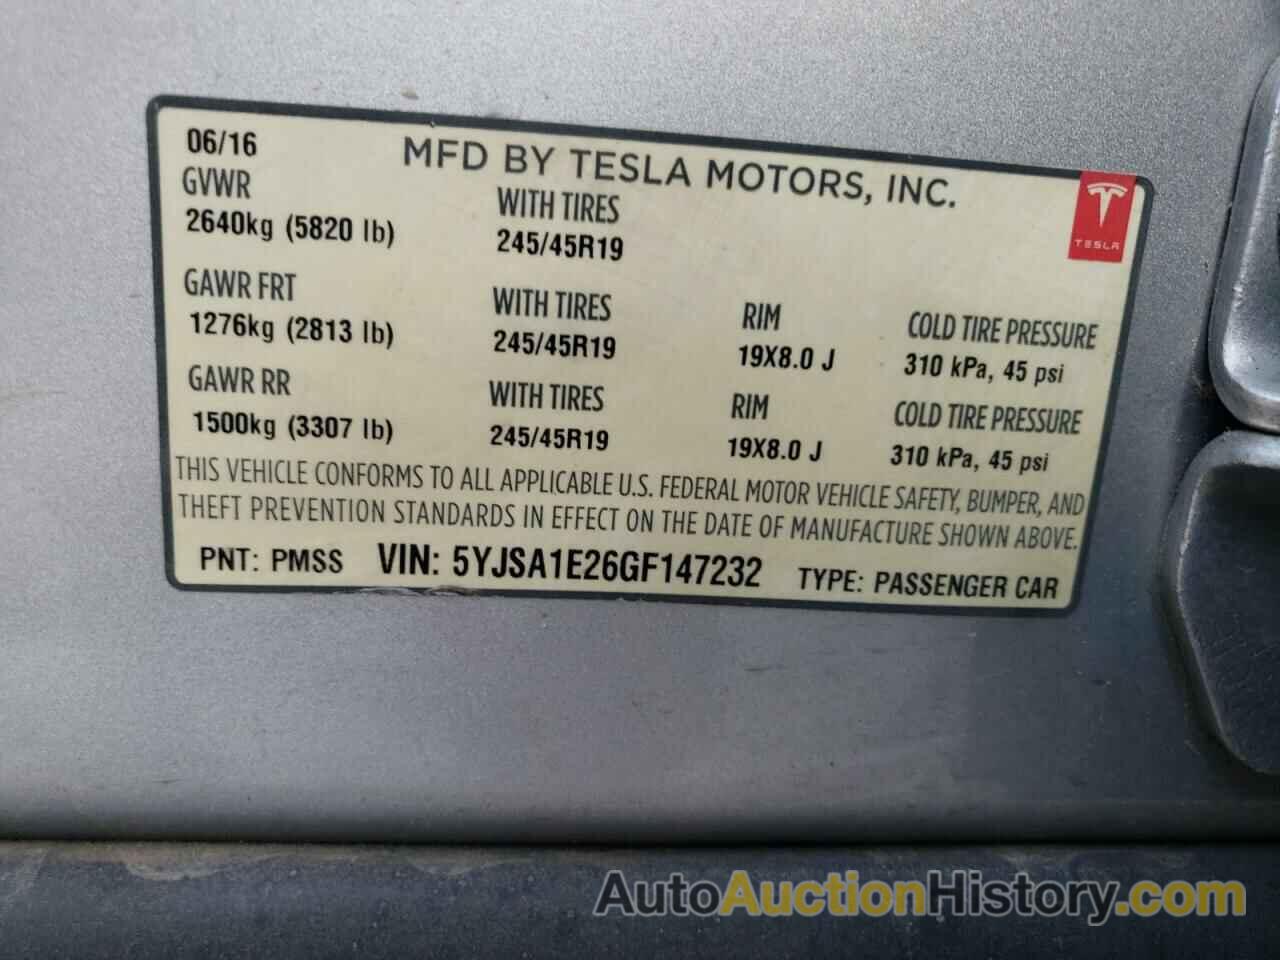 06/16 MFD BY TESLA MOTORS, INC.
GVWR WITH TIRES
2640kg (5820 lb) 245/45R19
TESLA
GAWR FRT WITH TIRES RIM COLD TIRE PRESSURE
1276kg (2813 lb) 245/45R19 19X8.0 J 310 kPa, 45 psi
GAWR RR WITH TIRES RIM COLD TIRE PRESSURE
1500kg (3307 lb) 245/45R19 19X8.0 J 310 kPa, 45 psi
THIS VEHICLE CONFORMS TO ALL APPLICABLE U.S. FEDERAL MOTOR VEHICLE SAFETY, BUMPER, AND
THEFT PREVENTION STANDARDS IN EFFECT ON THE DATE OF MANUFACTURE SHOWN ABOVE.
PNT: PMSS VIN: 5YJSA1E26GF147232 TYPE: PASSENGER CAR
AutoAuctionHistory.com